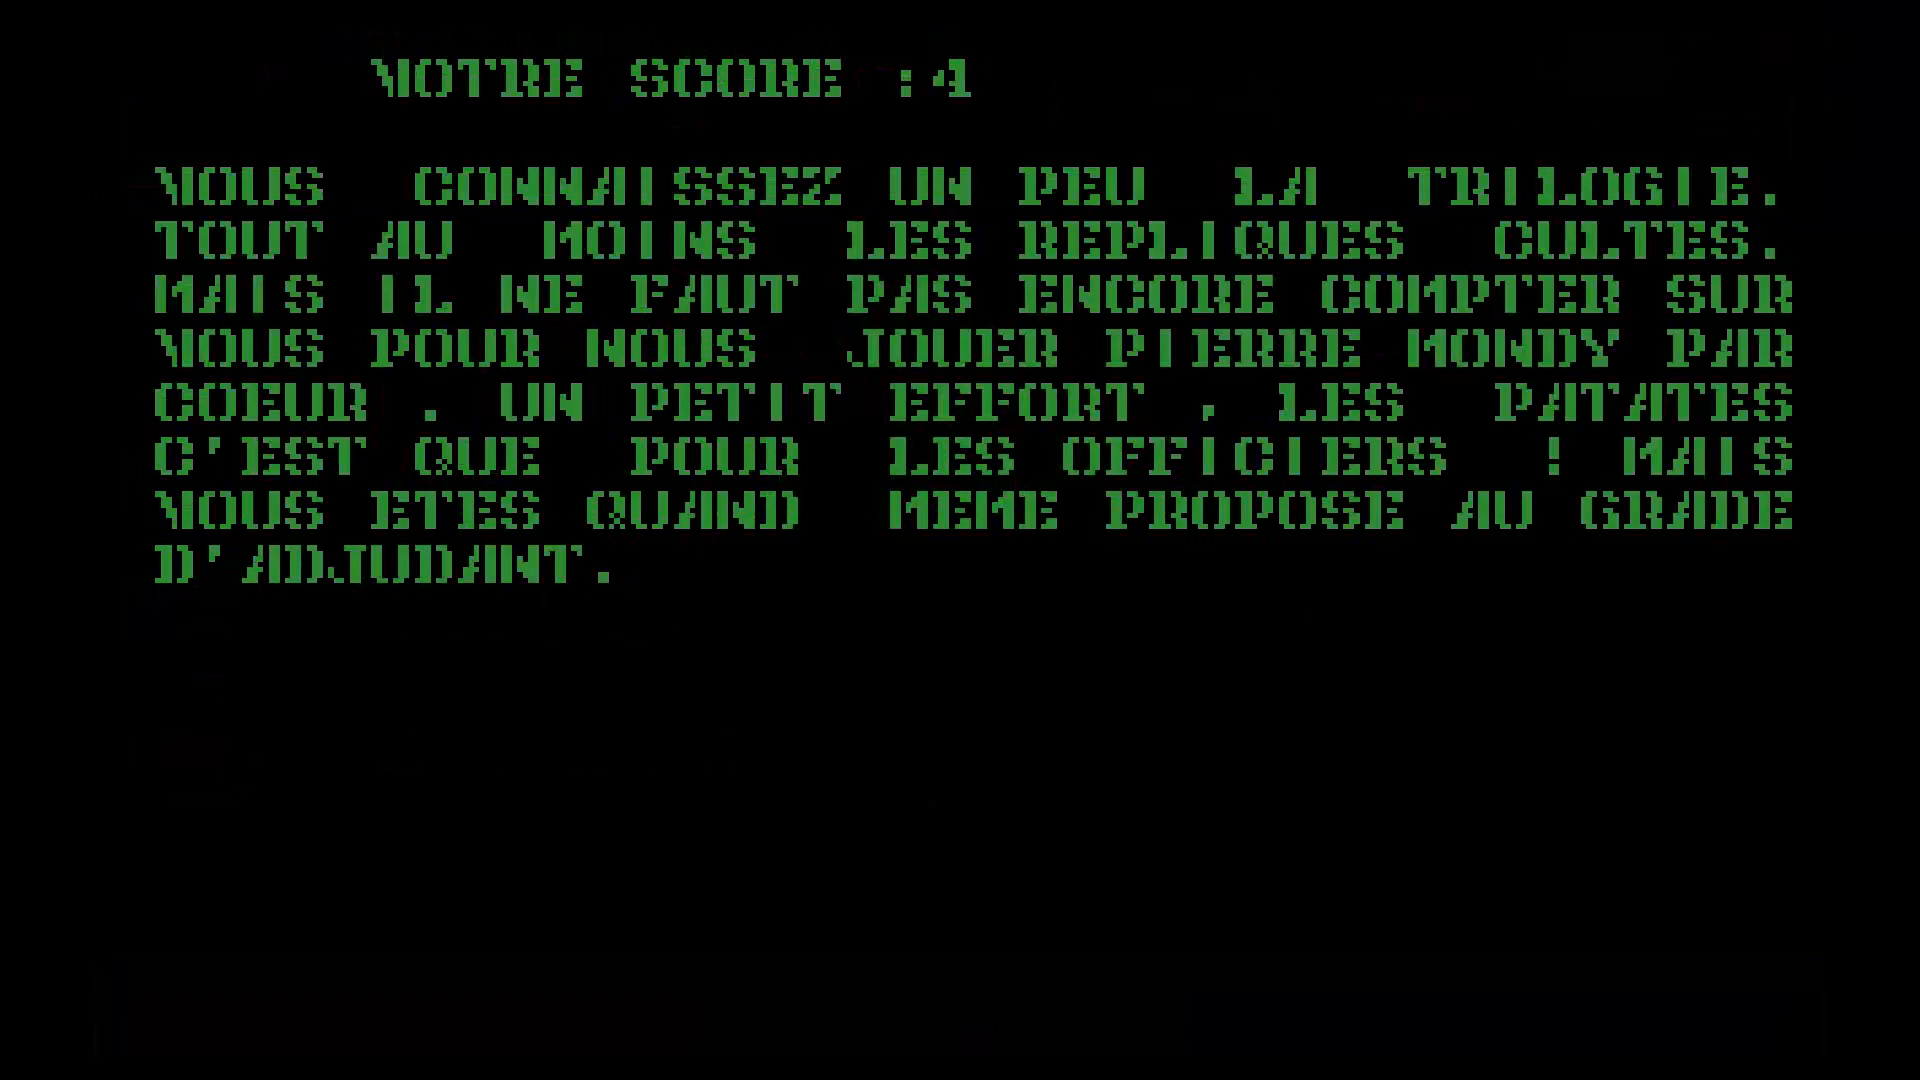 VOTRE SCORE :4
VOUS CONNAISSEZ UN PEU LA TRILOGIE.
TOUT AU MOINS LES REPLIQUES CULTES.
MAIS IL NE FAUT PAS ENCORE COMPTER SUR
VOUS POUR NOUS JOUER PIERRE MONDY PAR
COEUR . UN PETIT EFFORT , LES PATATES
C'EST QUE POUR LES OFFICIERS ! MAIS
VOUS ETES QUAND MEME PROPOSE AU GRADE
D'ADJUDANT.